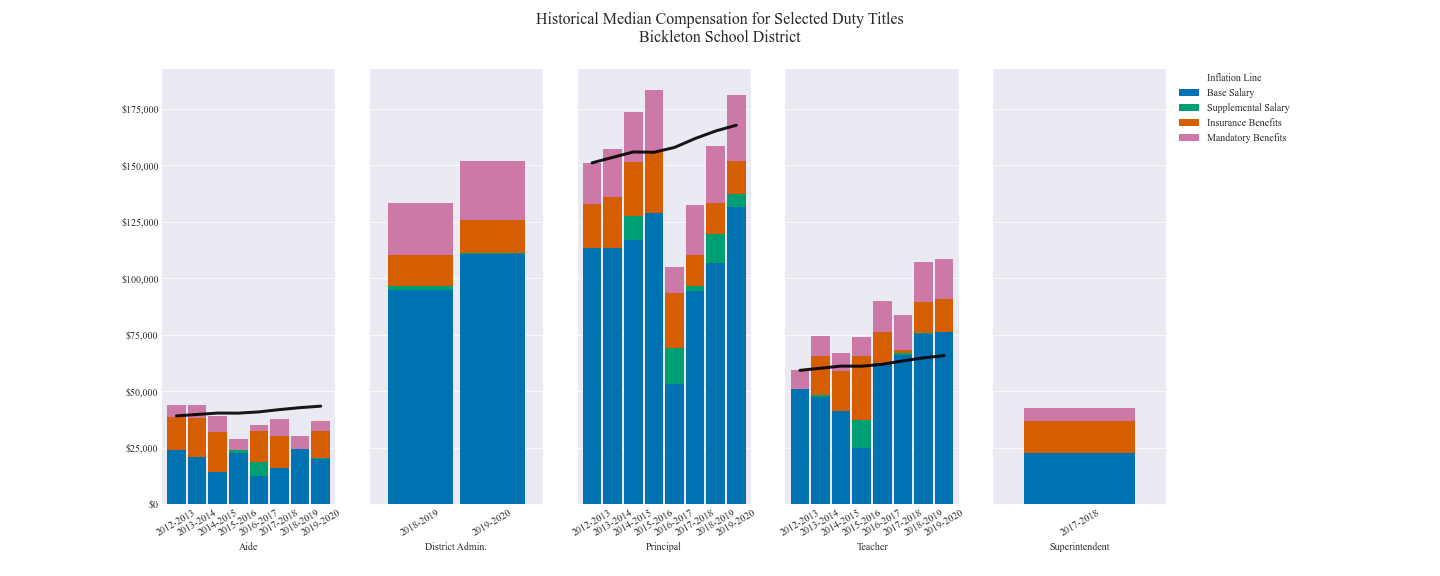 Historical Median Compensation for Selected Duty Titles
Bickleton School District
$175,000
$150,000
$125,000
$100,000
$75,000
$50,000
$25,000
$0
2012-2013
2013-2014
2014-2015
2015-2016
2016-2017
2017-2018
2018-2019
2019-2020
Aide
2018-2019
2019-2020
District Admin.
2012-2013
2013-2014
2014-2015
2015-2016
2016-2017
2017-2018
2018-2019
2019-2020
Principal
2012-2013
2013-2014
2014-2015
2015-2016
2016-2017
2017-2018
2018-2019
2019-2020
Teacher
2017-2018
Superintendent
Inflation Line
Base Salary
Supplemental Salary
Insurance Benefits
Mandatory Benefits